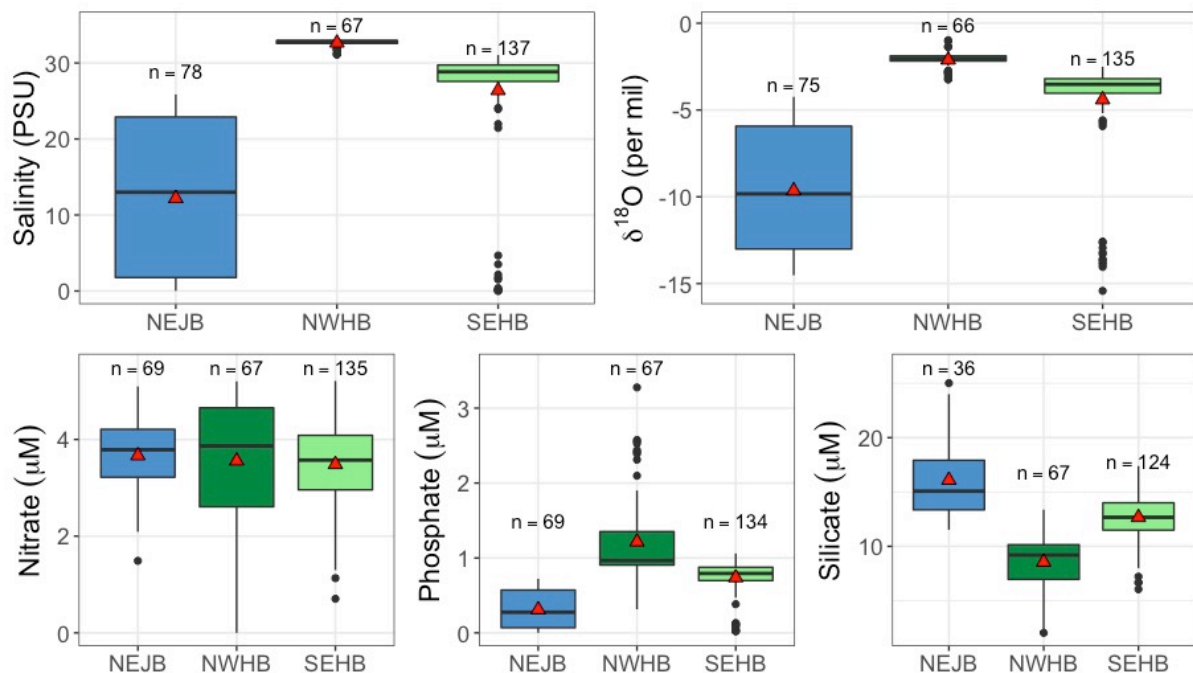 n = 67
n = 137
n = 78
30
20
10
0
Salinity (PSU)
NEJB NWHB SEHB
n = 66
n = 135
n = 75
0
-5
-10
-15
δ18O (per mil)
NEJB NWHB SEHB
n = 69 n = 67 n = 135
4
2
0
Nitrate (μM)
NEJB NWHB SEHB
n = 67
n = 69
n = 134
3
2
1
0
Phosphate (μM)
NEJB NWHB SEHB
n = 36
n = 124
n = 67
20
10
Silicate (μM)
NEJB NWHB SEHB